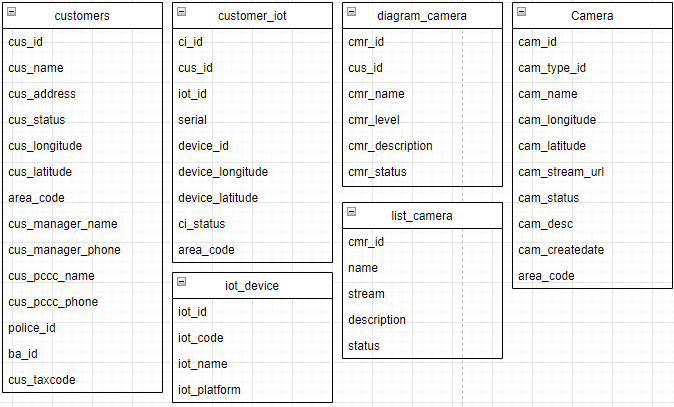 customers
cus_id
cus_name
cus_address
cus_status
cus_longitude
cus_latitude
area_code
cus_manager_name
cus_manager_phone
cus_pccc_name
cus_pccc_phone
police_id
ba_id
cus_taxcode
customer_iot
ci_id
cus_id
iot_id
serial
device_id
device_longitude
device_latitude
ci_status
area_code
iot_device
iot_id
iot_code
iot_name
iot_platform
diagram_camera
cmr_id
cus_id
cmr_name
cmr_level
cmr_description
cmr_status
list_camera
cmr_id
name
stream
description
status
Camera
cam_id
cam_type_id
cam_name
cam_longitude
cam_latitude
cam_stream_url
cam_status
cam_desc
cam_createdate
area_code